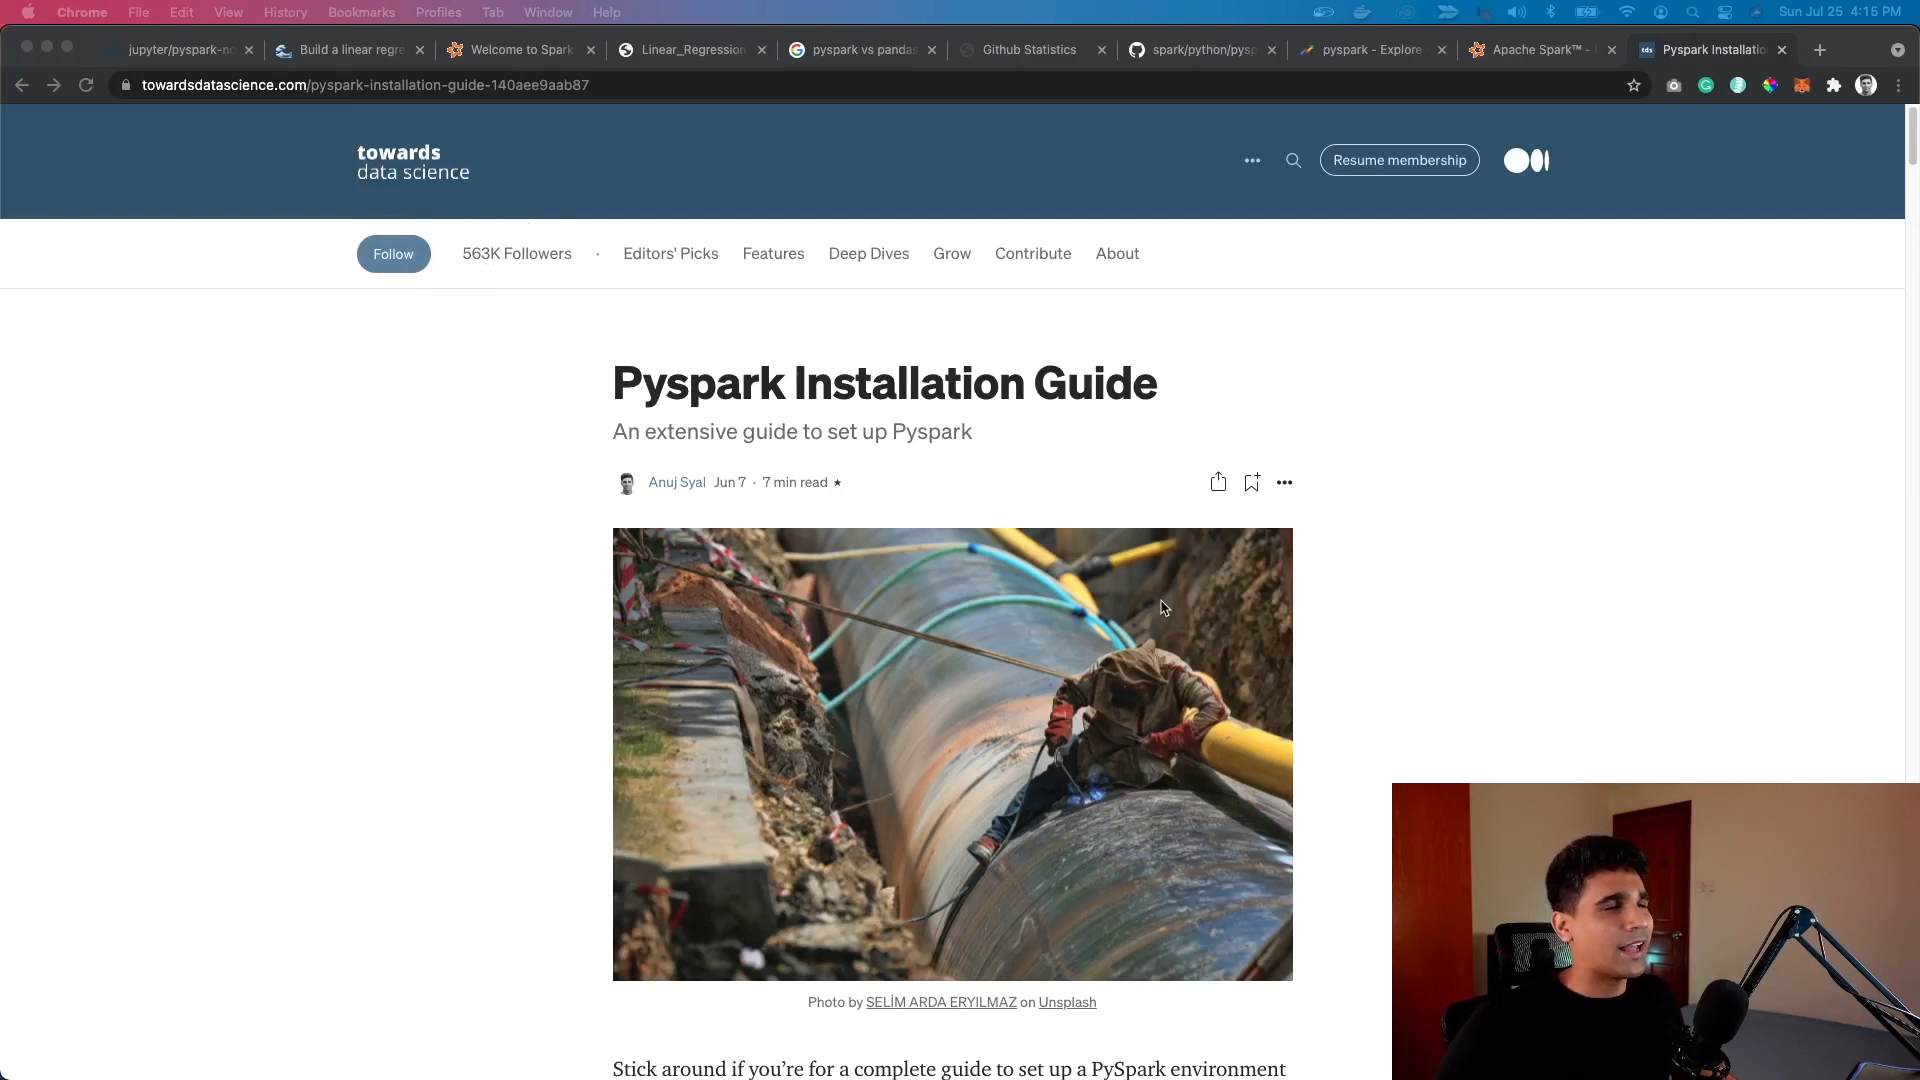 Chrome File Edit View History Bookmarks Profiles Tab Window Help
Sun Jul 25 4:15 PM
jupyter/pyspark-no
Build a linear regre
Welcome to Spark
Linear_Regression
pyspark vs pandas
Github Statistics
spark/python/pysp
pyspark - Explore
Apache Spark™ -
tds
Pyspark Installatio
towardsdatascience.com/pyspark-installation-guide-140aee9aab87
towards
data science
Resume membership
Follow
563K Followers · Editors' Picks Features Deep Dives Grow Contribute About
Pyspark Installation Guide
An extensive guide to set up Pyspark
Anuj Syal Jun 7 · 7 min read ★
Photo by SELİM ARDA ERYILMAZ on Unsplash
Stick around if you’re for a complete guide to set up a PySpark environment